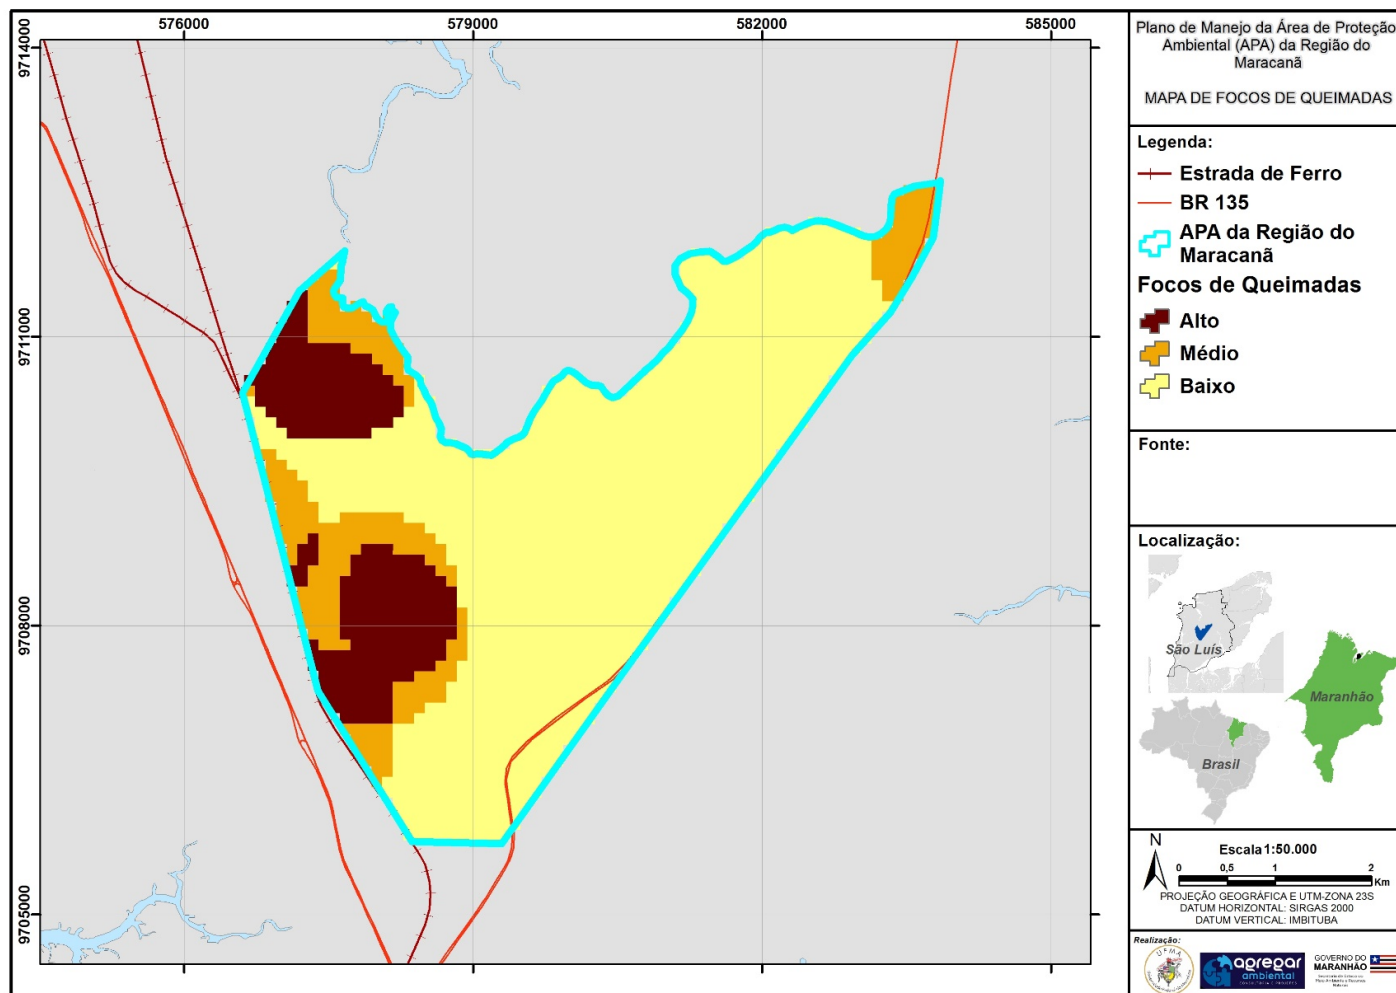 576000
579000
582000
585000
9714000
9711000
9708000
9705000
Plano de Manejo da Área de Proteção
Ambiental (APA) da Região do
Maracanã
MAPA DE FOCOS DE QUEIMADAS
Legenda:
Estrada de Ferro
BR 135
APA da Região do
Maracanã
Focos de Queimadas
Alto
Médio
Baixo
Fonte:
Localização:
São Luís
Maranhão
Brasil
N
Escala 1:50.000
0 0,5 1 2
Km
PROJEÇÃO GEOGRÁFICA E UTM-ZONA 23S
DATUM HORIZONTAL: SIRGAS 2000
DATUM VERTICAL: IMBITUBA
Realização:
UFMA
agregar
ambiental
GOVERNO DO
MARANHÃO